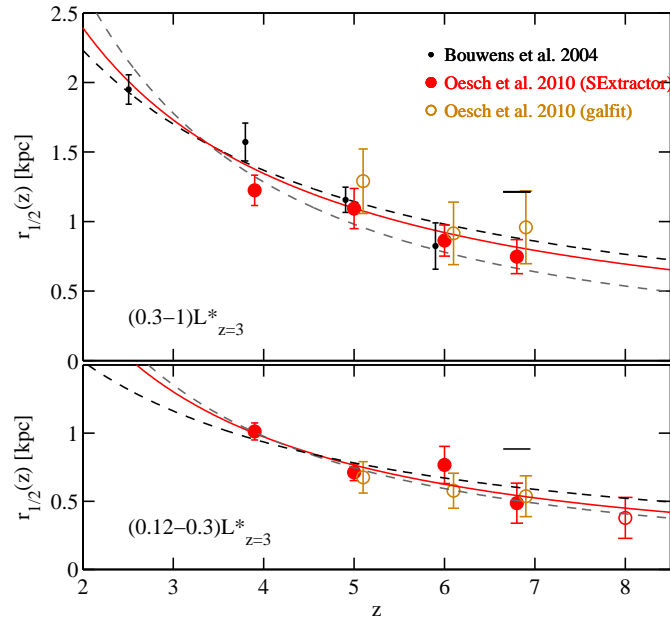 2.5
2
1.5
1
0.5
0
r1/2(z) [kpc]
Bouwens et al. 2004
Oesch et al. 2010 (SExtractor)
Oesch et al. 2010 (galfit)
(0.3−1)L*z=3
1
0.5
0
r1/2(z) [kpc]
(0.12−0.3)L*z=3
2 3 4 5 6 7 8
z